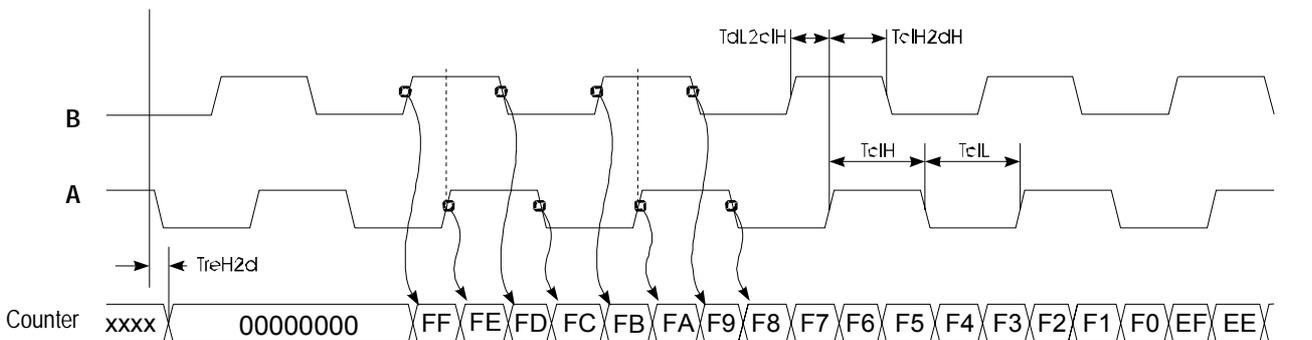 TdL2clH TclH2dH
B
TclH TclL
A
TreH2d
Counter xxxx 00000000 FF FE FD FC FB FA F9 F8 F7 F6 F5 F4 F3 F2 F1 F0 EF EE